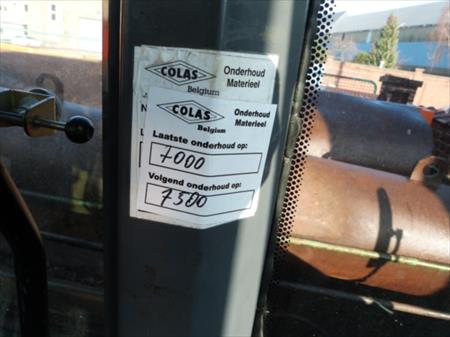 COLAS
Belgium
Onderhoud
Materieel
COLAS
Belgium
Onderhoud
Materieel
Laatste onderhoud op:
7000
Volgend onderhoud op:
7500